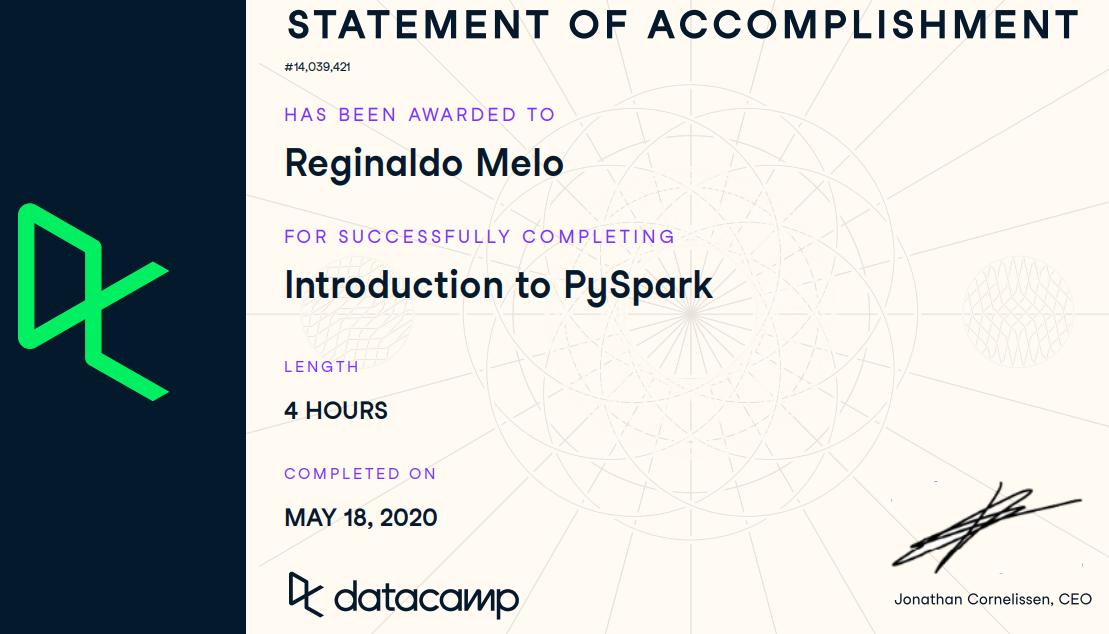 STATEMENT OF ACCOMPLISHMENT
#14,039,421
HAS BEEN AWARDED TO
Reginaldo Melo
FOR SUCCESSFULLY COMPLETING
Introduction to PySpark
LENGTH
4 HOURS
COMPLETED ON
MAY 18, 2020
datacamp
Jonathan Cornelissen, CEO